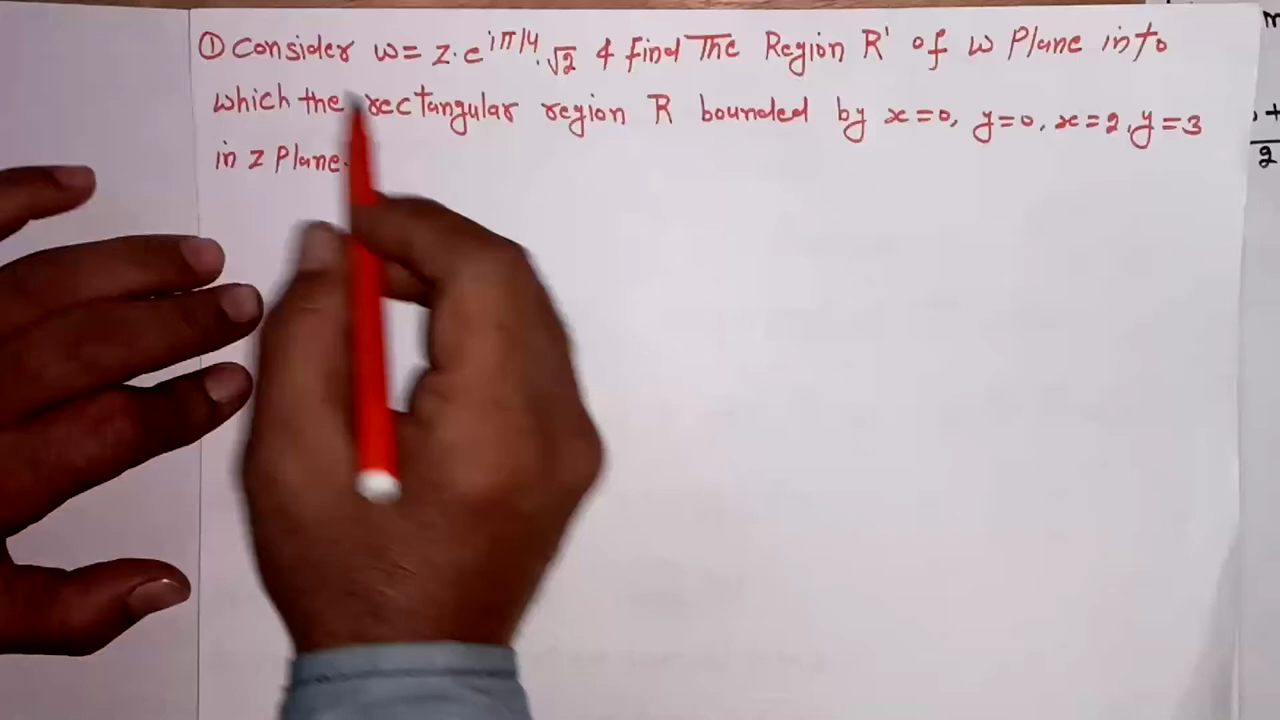 ① Consider w= z.e^{iπ/4}.√2 & find The Region R' of w Plane into
which the rectangular region R bounded by x=0, y=0, x=2, y=3
in z Plane.
2